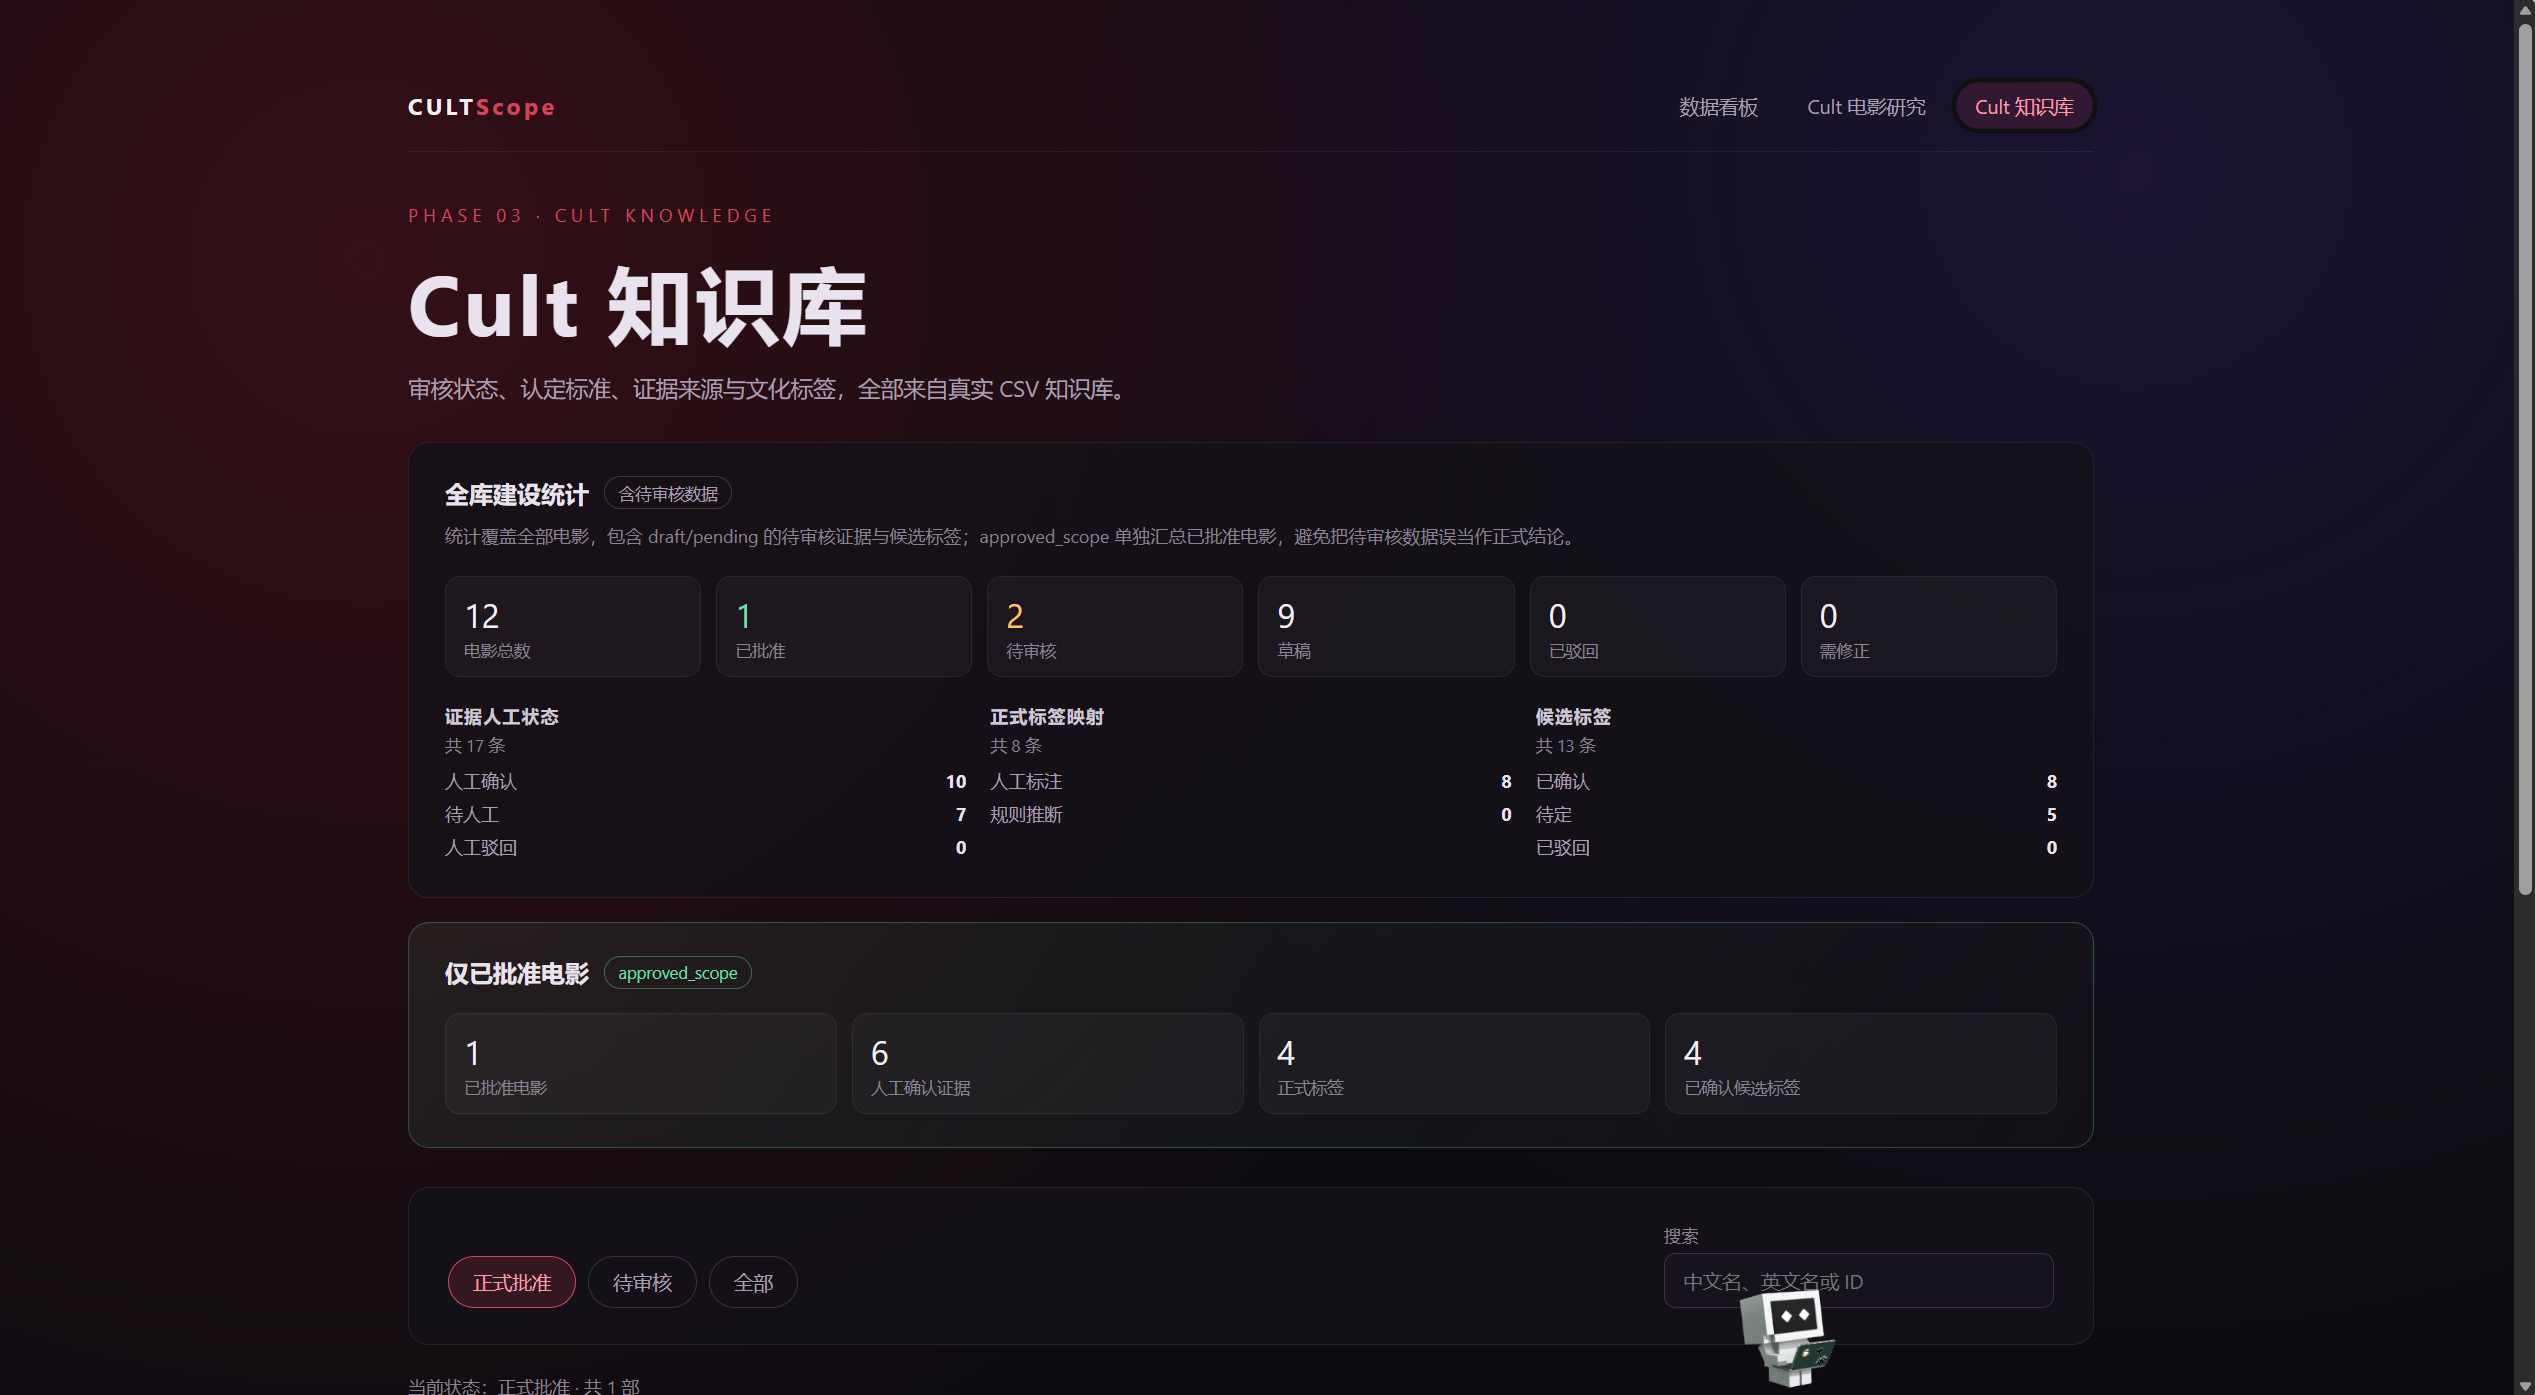 CULTScope
数据看板
Cult 电影研究
Cult 知识库
PHASE 03 · CULT KNOWLEDGE
Cult 知识库
审核状态、认定标准、证据来源与文化标签，全部来自真实 CSV 知识库。
全库建设统计
含待审核数据
统计覆盖全部电影，包含 draft/pending 的待审核证据与候选标签；approved_scope 单独汇总已批准电影，避免把待审核数据误当作正式结论。
12
电影总数
1
已批准
2
待审核
9
草稿
0
已驳回
0
需修正
证据人工状态
共 17 条
人工确认 10
待人工 7
人工驳回 0
正式标签映射
共 8 条
人工标注 8
规则推断 0
候选标签
共 13 条
已确认 8
待定 5
已驳回 0
仅已批准电影
approved_scope
1
已批准电影
6
人工确认证据
4
正式标签
4
已确认候选标签
正式批准
待审核
全部
搜索
中文名、英文名或 ID
当前状态：正式批准 · 共 1 部